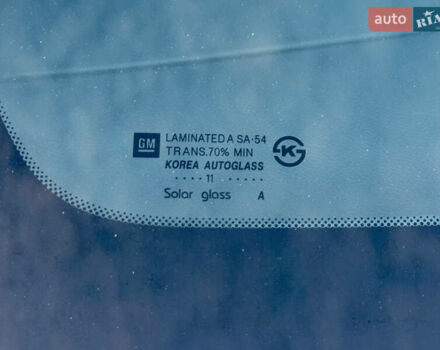 auto RIA
GM
LAMINATED A SA·54
TRANS.70% MIN
KOREA AUTOGLASS
···· 11 ······
Solar glass A
K